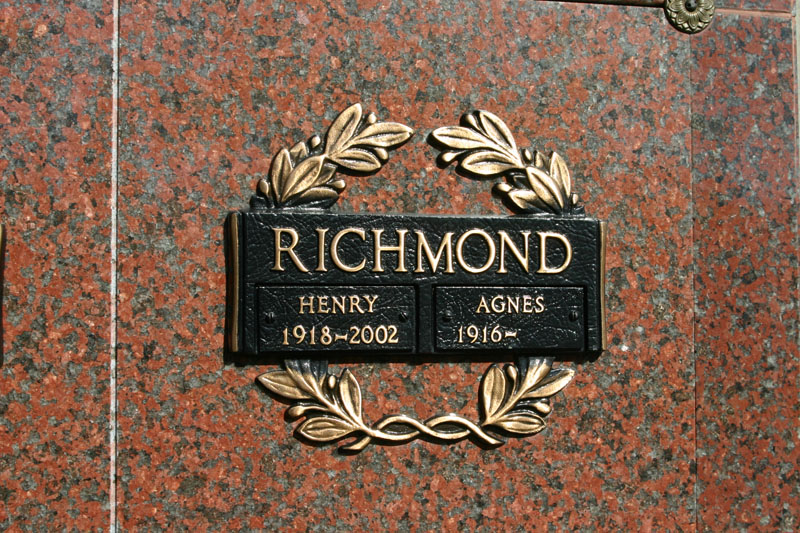 RICHMOND
HENRY AGNES
1918~2002 1916~